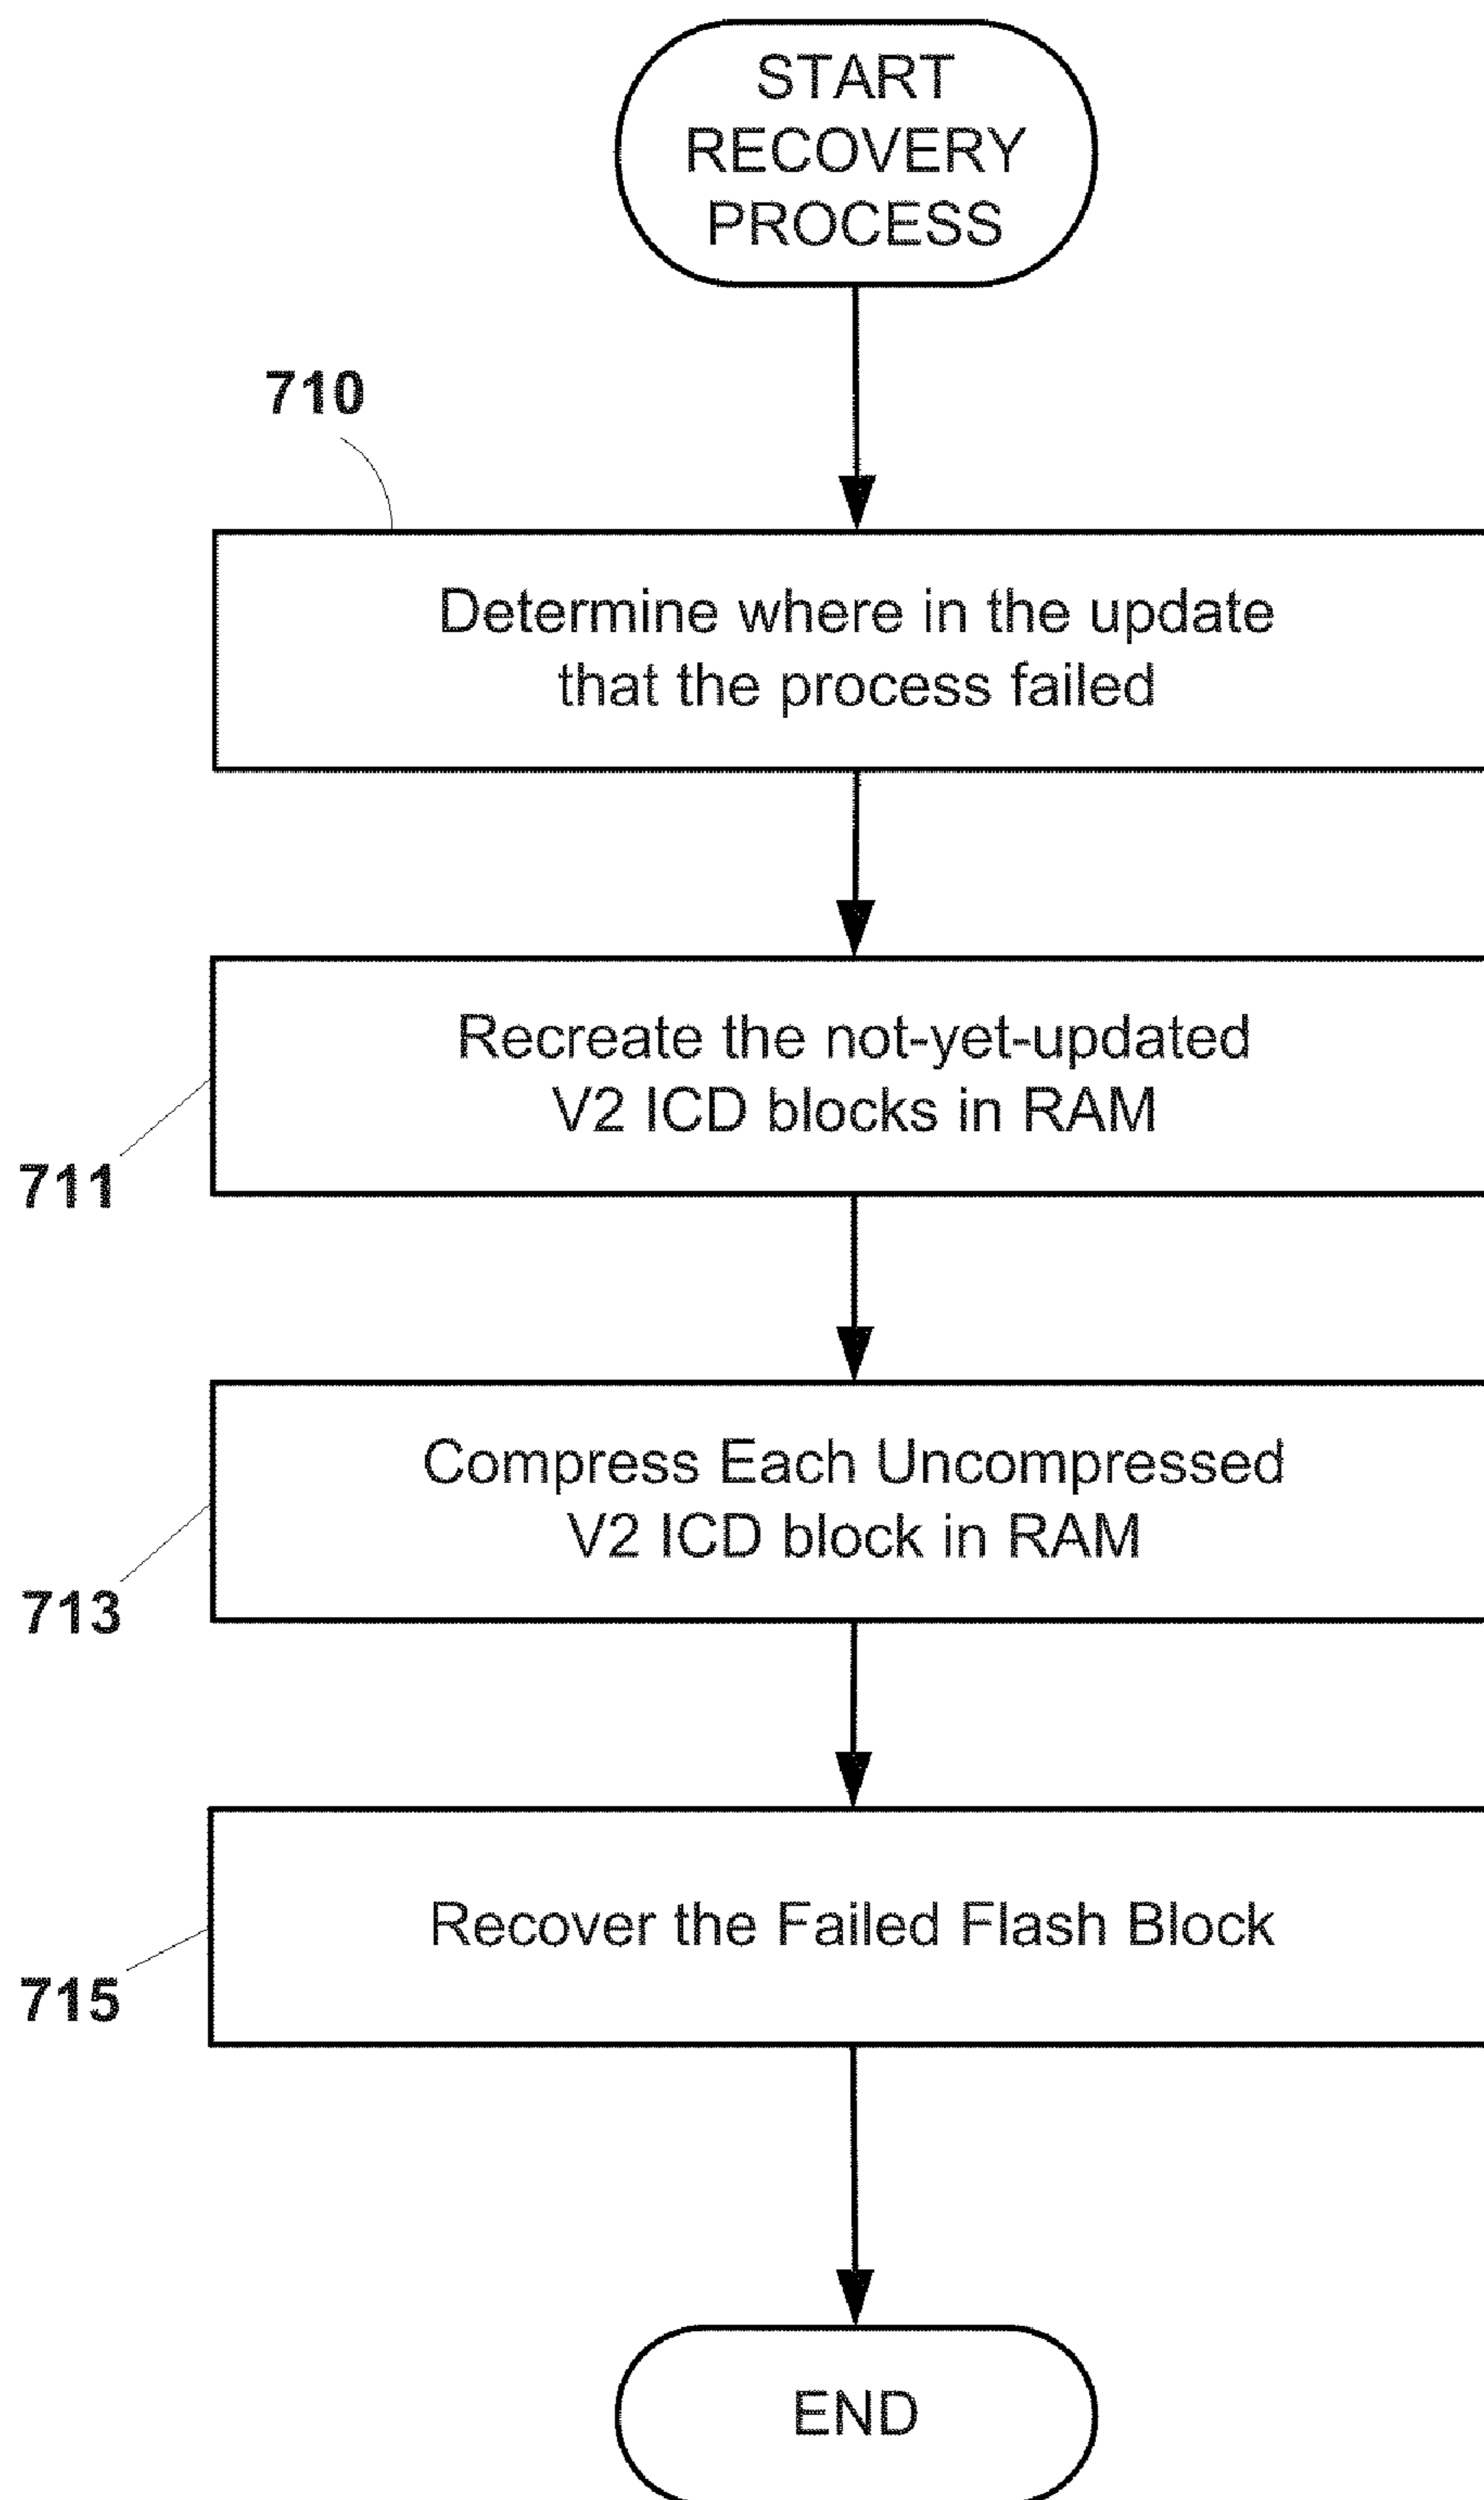 START
RECOVERY
PROCESS
710
Determine where in the update
that the process failed
Recreate the not-yet-updated
V2 ICD blocks in RAM
711
Compress Each Uncompressed
V2 ICD block in RAM
713
Recover the Failed Flash Block
715
END